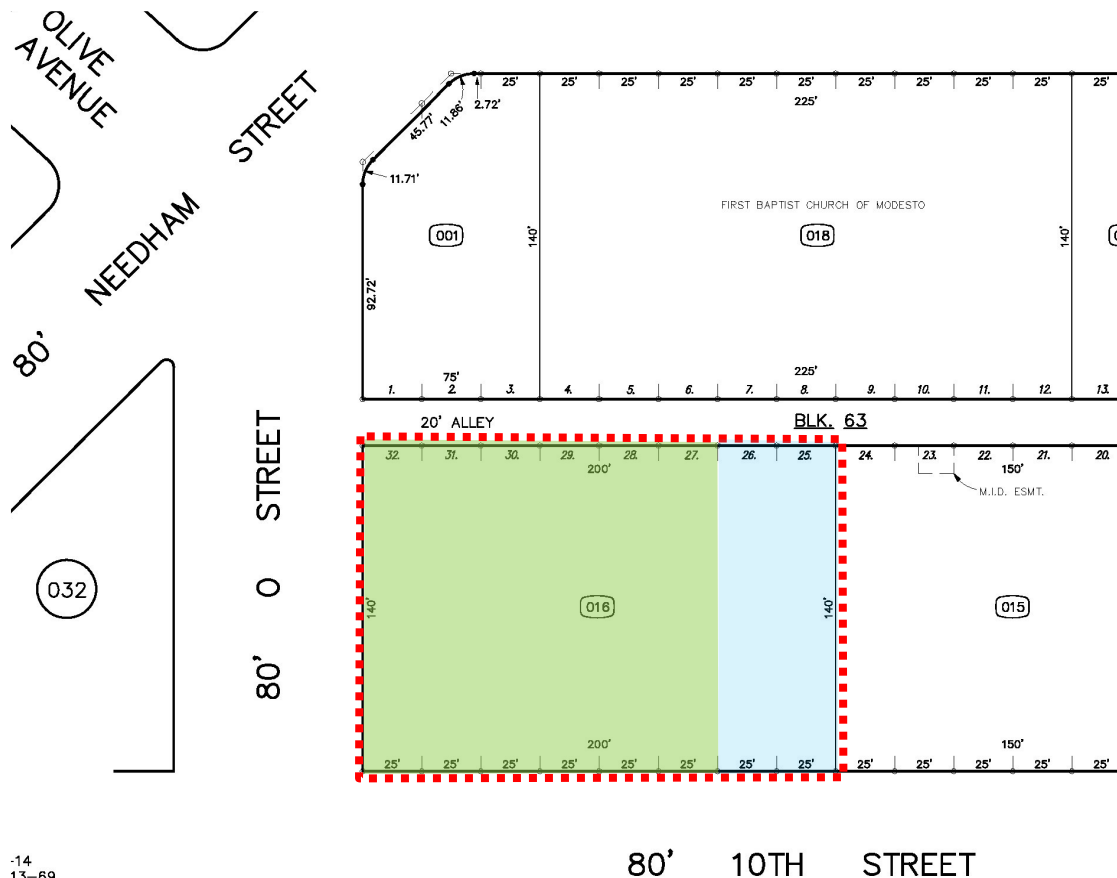 OLIVE
AVENUE
NEEDHAM STREET
80'
25' 25' 25' 25' 25' 25' 25' 25' 25' 25' 25'
225'
2.72'
11.86'
45.77'
11.71'
FIRST BAPTIST CHURCH OF MODESTO
001
018
140'
140'
92.72'
75'
225'
1. 2. 3. 4. 5. 6. 7. 8. 9. 10. 11. 12. 13.
20' ALLEY
BLK. 63
32. 31. 30. 29. 28. 27. 26. 25. 24. 23. 22. 21. 20.
200'
150'
M.I.D. ESMT.
80' O STREET
032
140'
016
140'
015
200'
150'
25' 25' 25' 25' 25' 25' 25' 25' 25' 25' 25' 25' 25'
80' 10TH STREET
-14
13-69